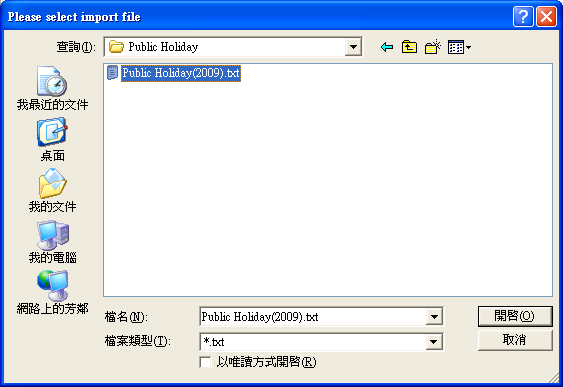 Please select import file
查詢(I):
Public Holiday
Public Holiday(2009).txt
我最近的文件
桌面
我的文件
我的電腦
網路上的芳鄰
檔名(N):
Public Holiday(2009).txt
開啓(O)
檔案類型(T):
*.txt
取消
以唯讀方式開啓(R)